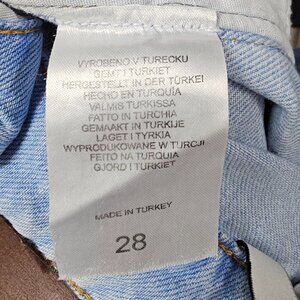 VYROBENO V TURECKU
GEMT I TURKIET
HERGESTELLT IN DER TÜRKEI
HECHO EN TURQUÍA
VALMIS TURKISSA
FATTO IN TURCHIA
GEMAAKT IN TURKIJE
LAGET I TYRKIA
WYPRODUKOWANE W TURCJI
FEITO NA TURQUIA
GJORD I TURKIET
MADE IN TURKEY
28